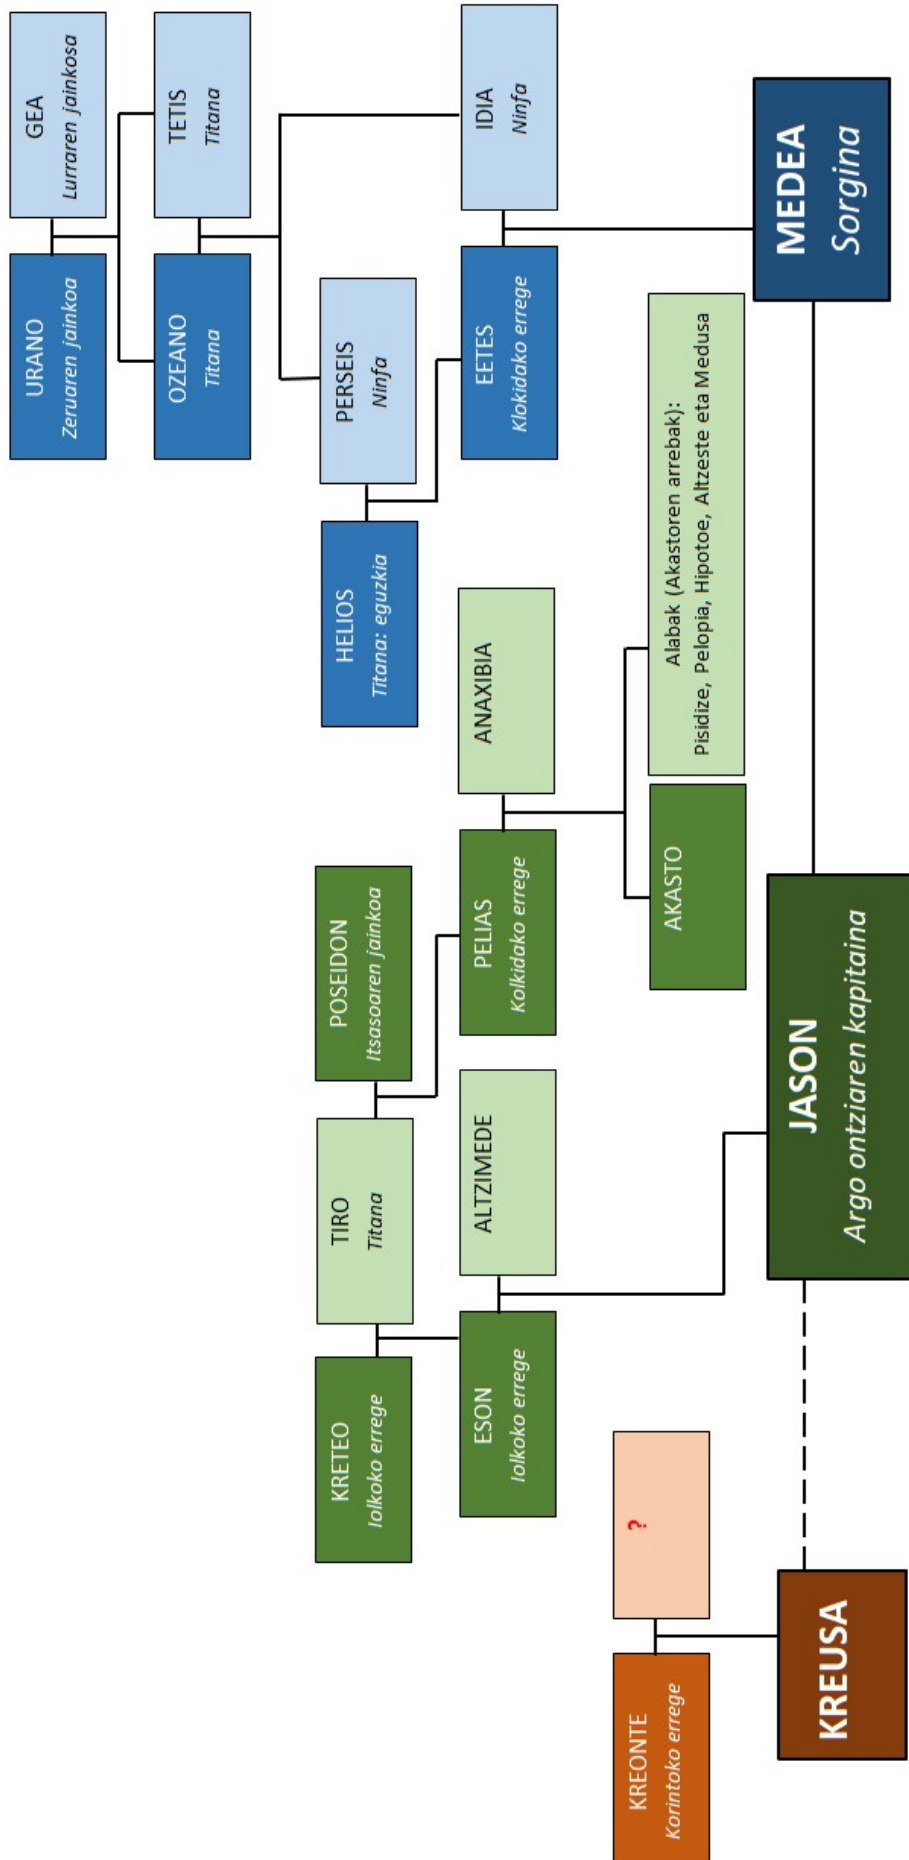 URANO
Zeruaren jainkoa
GEA
Lurraren jainkosa
OZEANO
Titana
TETIS
Titana
KRETEO
Iolkoko errege
TIRO
Titana
POSEIDON
Itsasoaren jainkoa
HELIOS
Titana: eguzkia
PERSEIS
Ninfa
ESON
Iolkoko errege
ALTZIMEDE
PELIAS
Kolkidako errege
ANAXIBIA
EETES
Klokidako errege
IDIA
Ninfa
KREONTE
Korintoko errege
?
AKASTO
Alabak (Akastoren arrebak):
Pisidize, Pelopia, Hipotoe, Altzeste eta Medusa
KREUSA
JASON
Argo ontziaren kapitaina
MEDEA
Sorgina